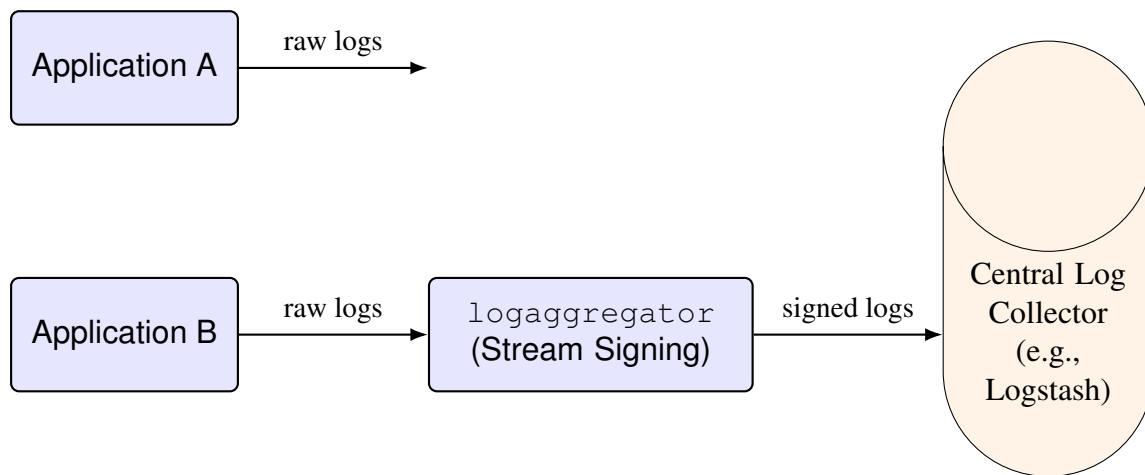 raw logs
Application A
raw logs
Application B
logaggregator
(Stream Signing)
signed logs
Central Log
Collector
(e.g.,
Logstash)